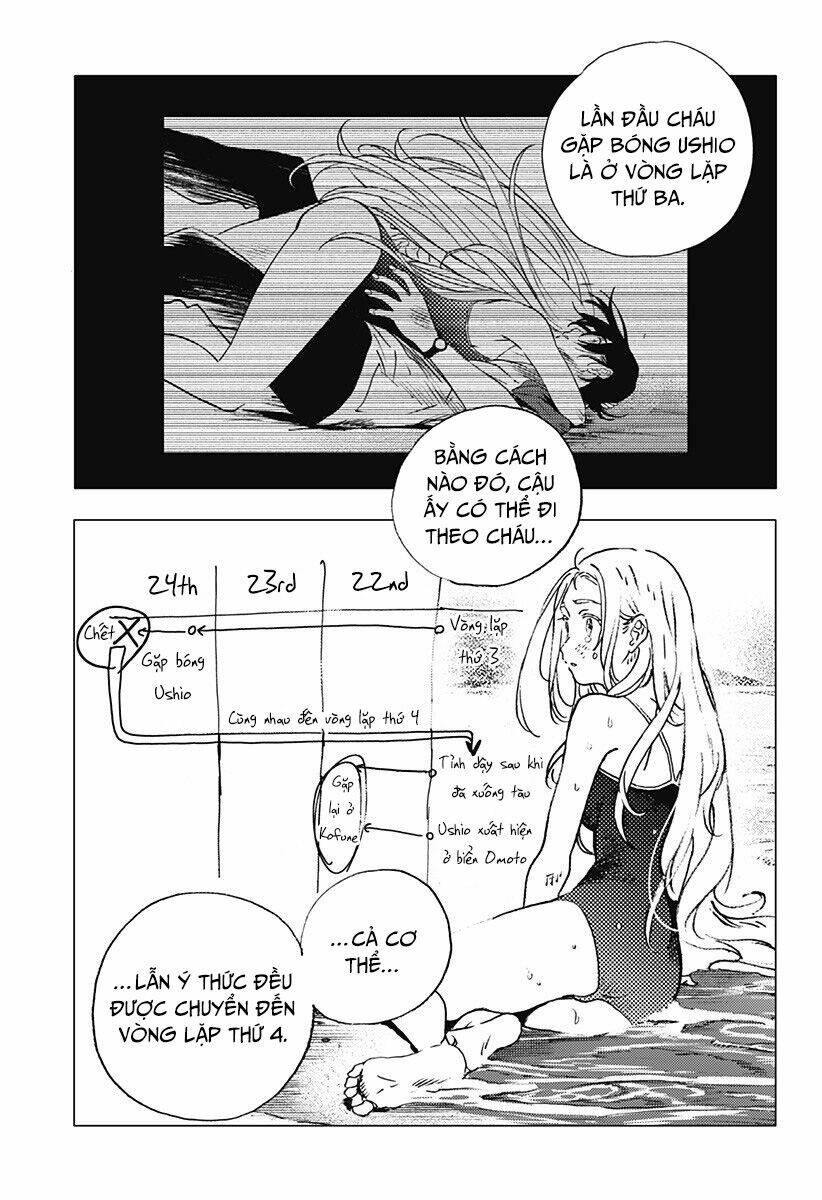 LẦN ĐẦU CHÁU
GẶP BÓNG USHIO
LÀ Ở VÒNG LẶP
THỨ BA.
BẰNG CÁCH
NÀO ĐÓ, CẬU
ẤY CÓ THỂ ĐI
THEO CHÁU...
24th 23rd 22nd
Chết X
Vòng lặp
thứ 3
Gặp bóng
Ushio
Cùng nhau đến vòng lặp thứ 4
Tỉnh dậy sau khi
đã xuống tàu
Gặp
lại ở
Kofune
Ushio xuất hiện
ở biển Omoto
...CẢ CƠ
THỂ...
...LẪN Ý THỨC ĐỀU
ĐƯỢC CHUYỂN ĐẾN
VÒNG LẶP THỨ 4.